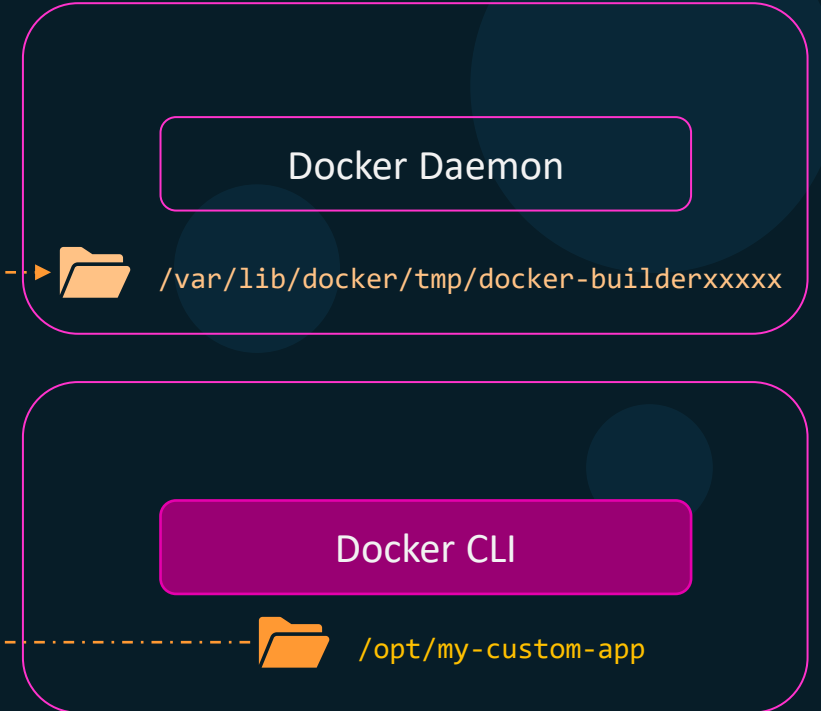 Docker Daemon
/var/lib/docker/tmp/docker-builderxxxxx
Docker CLI
/opt/my-custom-app